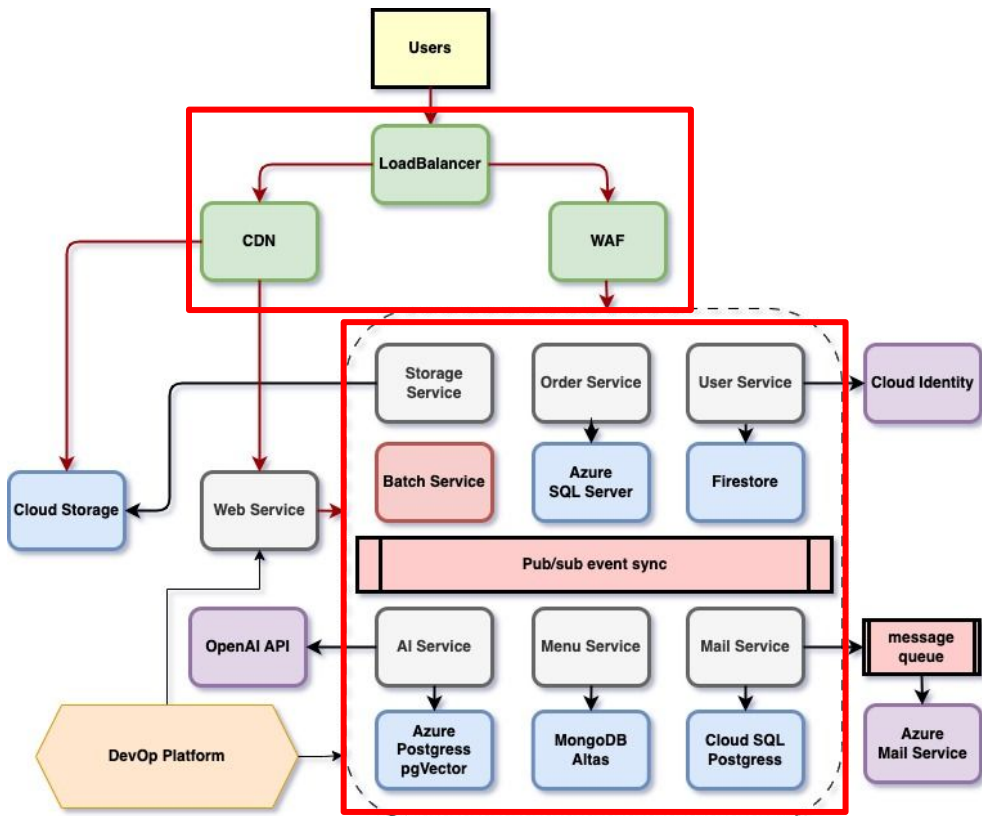 Users
LoadBalancer
CDN
WAF
Storage
Service
Order Service
User Service
Cloud Identity
Cloud Storage
Web Service
Batch Service
Azure
SQL Server
Firestore
Pub/sub event sync
OpenAI API
AI Service
Menu Service
Mail Service
message
queue
DevOp Platform
Azure
Postgress
pgVector
MongoDB
Altas
Cloud SQL
Postgress
Azure
Mail Service